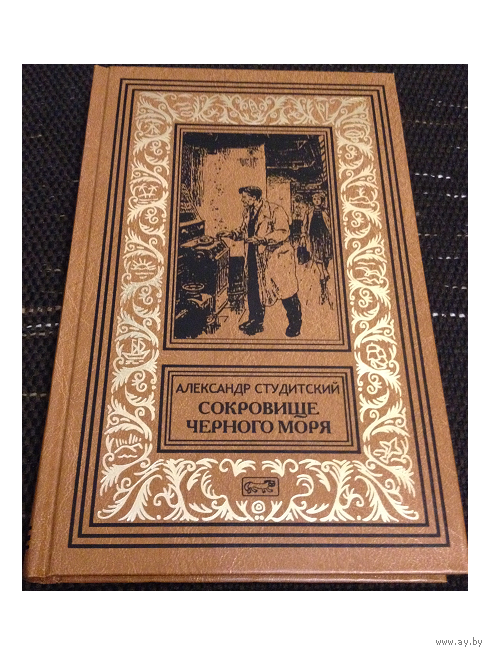 АЛЕКСАНДР СТУДИТСКИЙ
СОКРОВИЩЕ
ЧЕРНОГО МОРЯ
www.ay.by